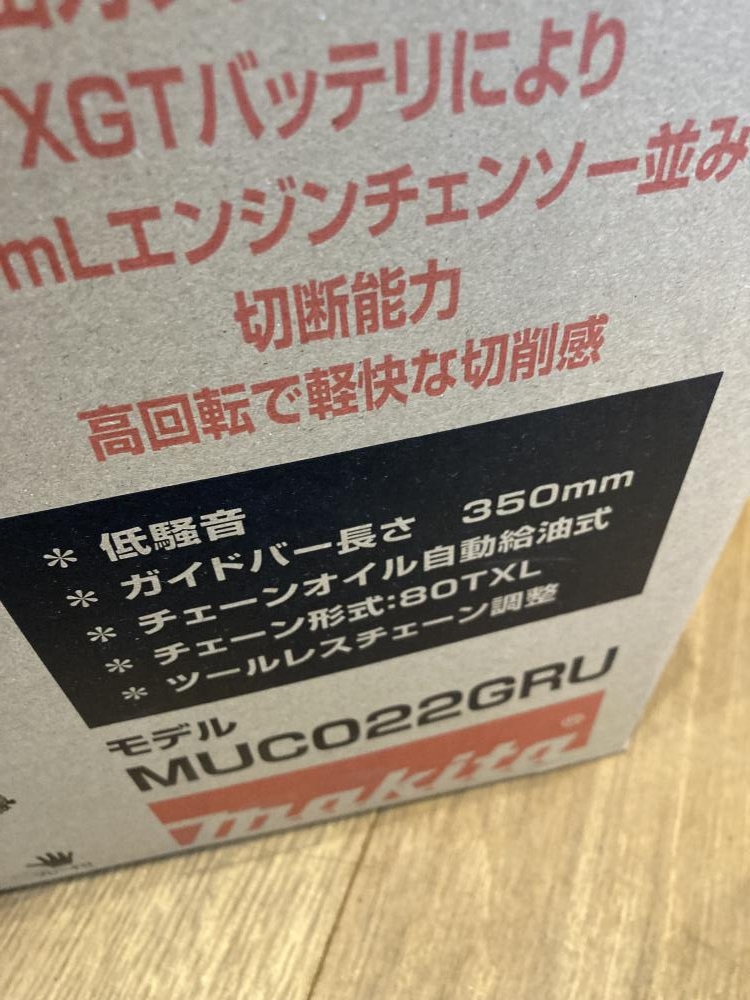 XGTバッテリにより
mLエンジンチェンソー並み
切断能力
高回転で軽快な切削感
* 低騒音
* ガイドバー長さ 350mm
* チェーンオイル自動給油式
* チェーン形式:80TXL
* ツールレスチェーン調整
モデル
MUC022GRU
makita®